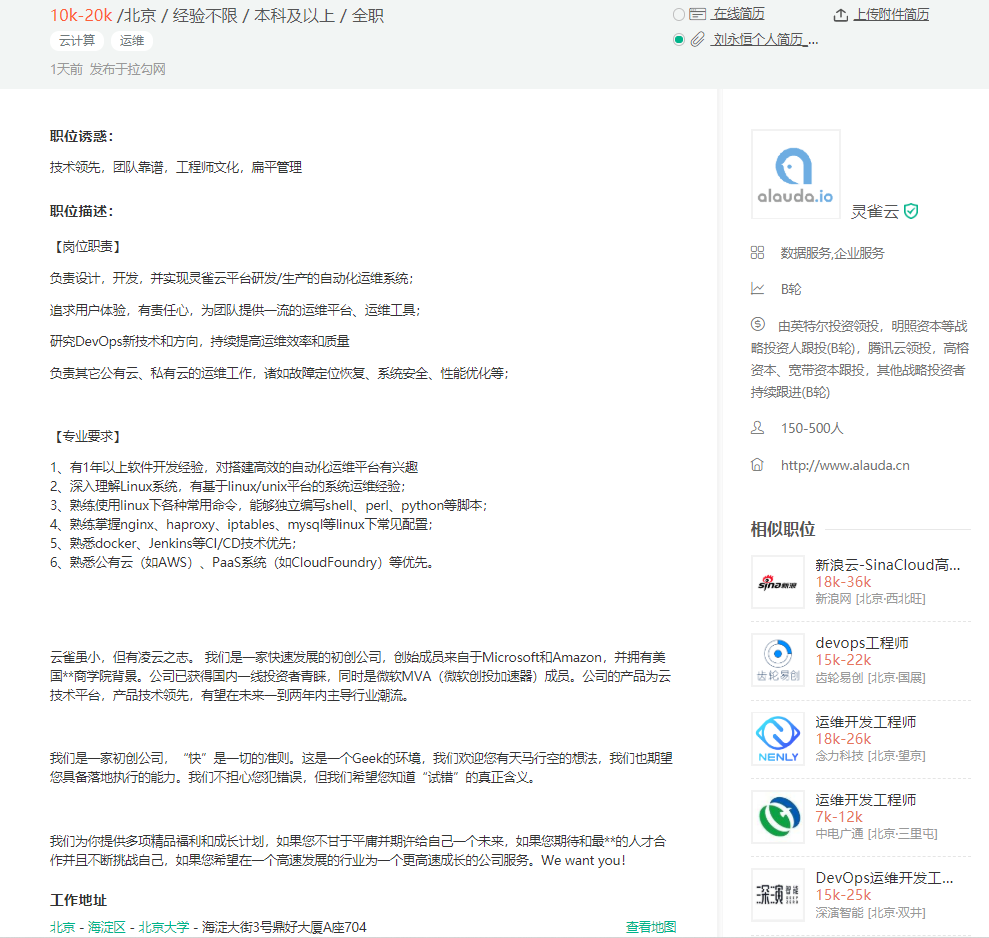 10k-20k /北京 / 经验不限 / 本科及以上 / 全职
云计算 运维
1天前 发布于拉勾网
在线简历
上传附件简历
刘永恒个人简历_...
职位诱惑：
技术领先，团队靠谱，工程师文化，扁平管理
职位描述：
【岗位职责】
负责设计，开发，并实现灵雀云平台研发/生产的自动化运维系统；
追求用户体验，有责任心，为团队提供一流的运维平台、运维工具；
研究DevOps新技术和方向，持续提高运维效率和质量
负责其它公有云、私有云的运维工作，诸如故障定位恢复、系统安全、性能优化等；
【专业要求】
1、有1年以上软件开发经验，对搭建高效的自动化运维平台有兴趣
2、深入理解Linux系统，有基于linux/unix平台的系统运维经验；
3、熟练使用linux下各种常用命令，能够独立编写shell、perl、python等脚本；
4、熟练掌握nginx、haproxy、iptables、mysql等linux下常见配置；
5、熟悉docker、Jenkins等CI/CD技术优先；
6、熟悉公有云（如AWS）、PaaS系统（如CloudFoundry）等优先。
云雀虽小，但有凌云之志。 我们是一家快速发展的初创公司，创始成员来自于Microsoft和Amazon，并拥有美
国**商学院背景。公司已获得国内一线投资者青睐，同时是微软MVA（微软创投加速器）成员。公司的产品为云
技术平台，产品技术领先，有望在未来一到两年内主导行业潮流。
我们是一家初创公司，“快”是一切的准则。这是一个Geek的环境，我们欢迎您有天马行空的想法，我们也期望
您具备落地执行的能力。我们不担心您犯错误，但我们希望您知道“试错”的真正含义。
我们为你提供多项精品福利和成长计划，如果您不甘于平庸并期许给自己一个未来，如果您期待和最**的人才合
作并且不断挑战自己，如果您希望在一个高速发展的行业为一个更高速成长的公司服务。We want you！
工作地址
北京 - 海淀区 - 北京大学 - 海淀大街3号鼎好大厦A座704
查看地图
alauda.io
灵雀云
数据服务,企业服务
B轮
由英特尔投资领投，明照资本等战
略投资人跟投(B轮)，腾讯云领投，高榕
资本、宽带资本跟投，其他战略投资者
持续跟进(B轮)
150-500人
http://www.alauda.cn
相似职位
sina新浪
新浪云-SinaCloud高...
18k-36k
新浪网 [北京·西北旺]
齿轮易创
devops工程师
15k-22k
齿轮易创 [北京·国展]
NENLY
运维开发工程师
18k-26k
念力科技 [北京·望京]
运维开发工程师
7k-12k
中电广通 [北京·三里屯]
深演智能
DEEP
DevOps运维开发工...
15k-25k
深演智能 [北京·双井]